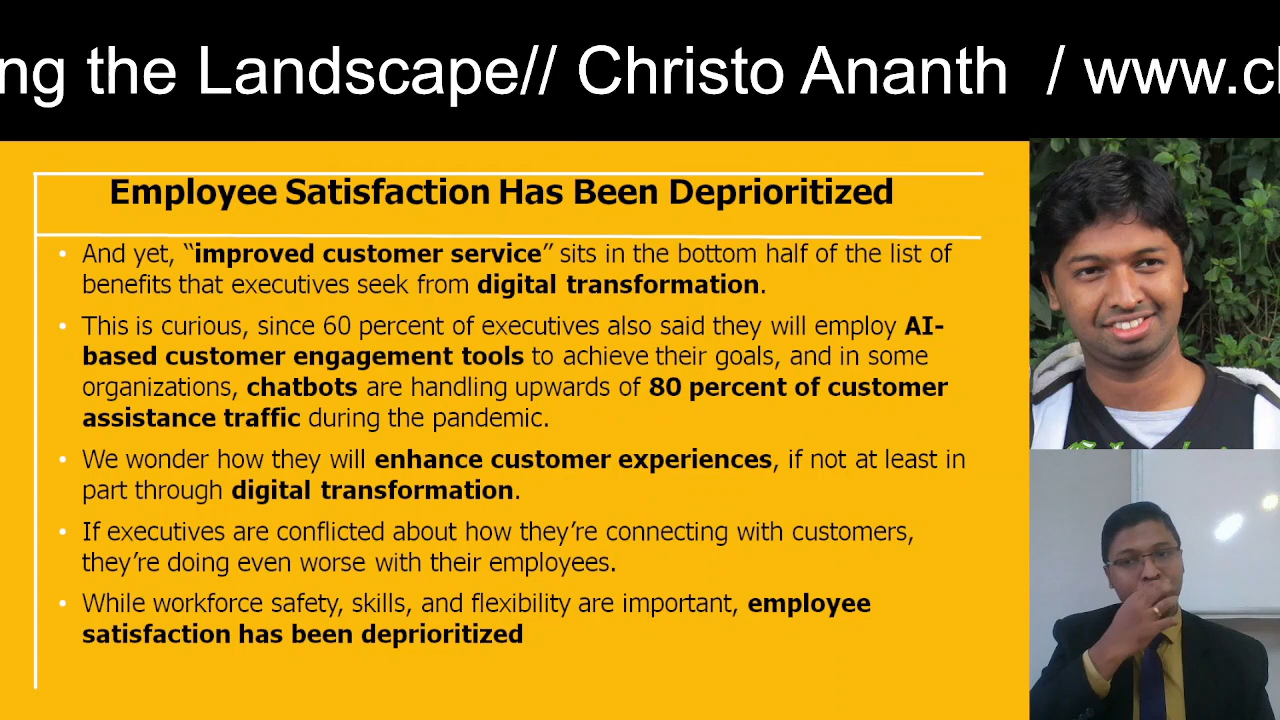 ng the Landscape// Christo Ananth / www.c
Employee Satisfaction Has Been Deprioritized
• And yet, “improved customer service” sits in the bottom half of the list of
benefits that executives seek from digital transformation.
• This is curious, since 60 percent of executives also said they will employ AI-
based customer engagement tools to achieve their goals, and in some
organizations, chatbots are handling upwards of 80 percent of customer
assistance traffic during the pandemic.
• We wonder how they will enhance customer experiences, if not at least in
part through digital transformation.
• If executives are conflicted about how they’re connecting with customers,
they’re doing even worse with their employees.
• While workforce safety, skills, and flexibility are important, employee
satisfaction has been deprioritized